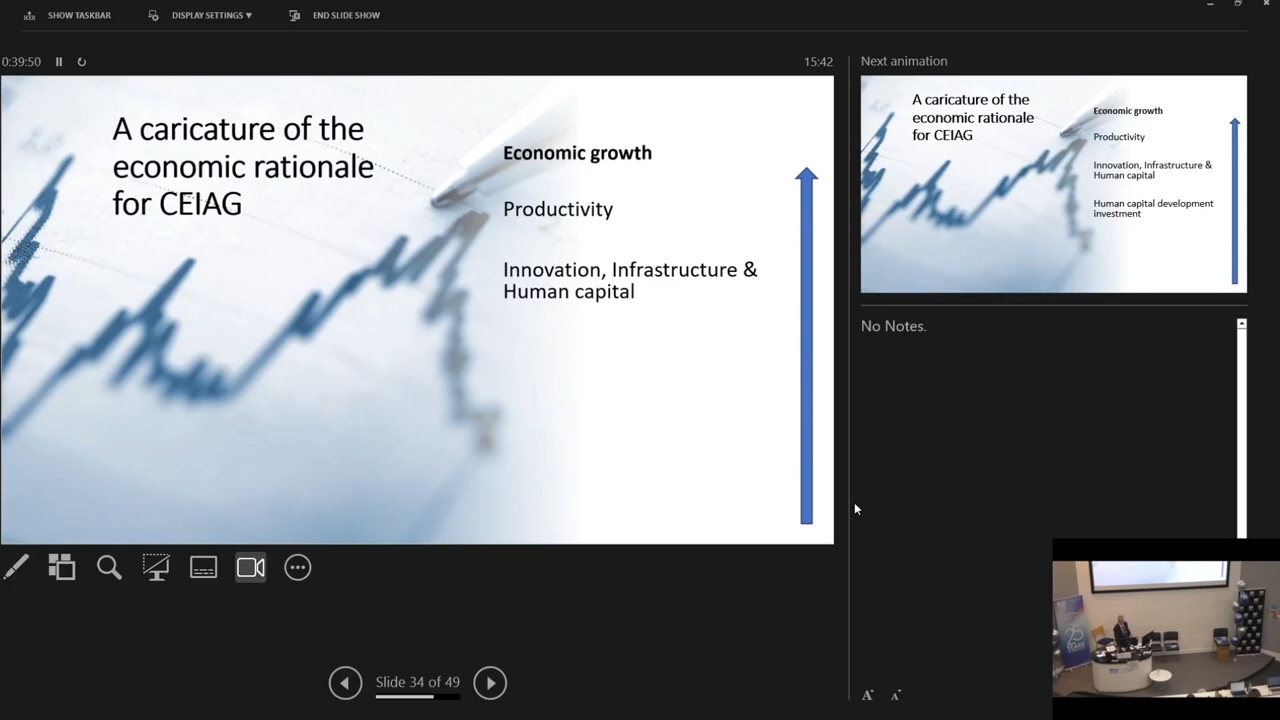 SHOW TASKBAR
DISPLAY SETTINGS ▼
END SLIDE SHOW
0:39:50
15:42
A caricature of the
economic rationale
for CEIAG
Economic growth
Productivity
Innovation, Infrastructure &
Human capital
Next animation
A caricature of the
economic rationale
for CEIAG
Economic growth
Productivity
Innovation, Infrastructure &
Human capital
Human capital development
investment
No Notes.
Slide 34 of 49
A A
25
YEARS